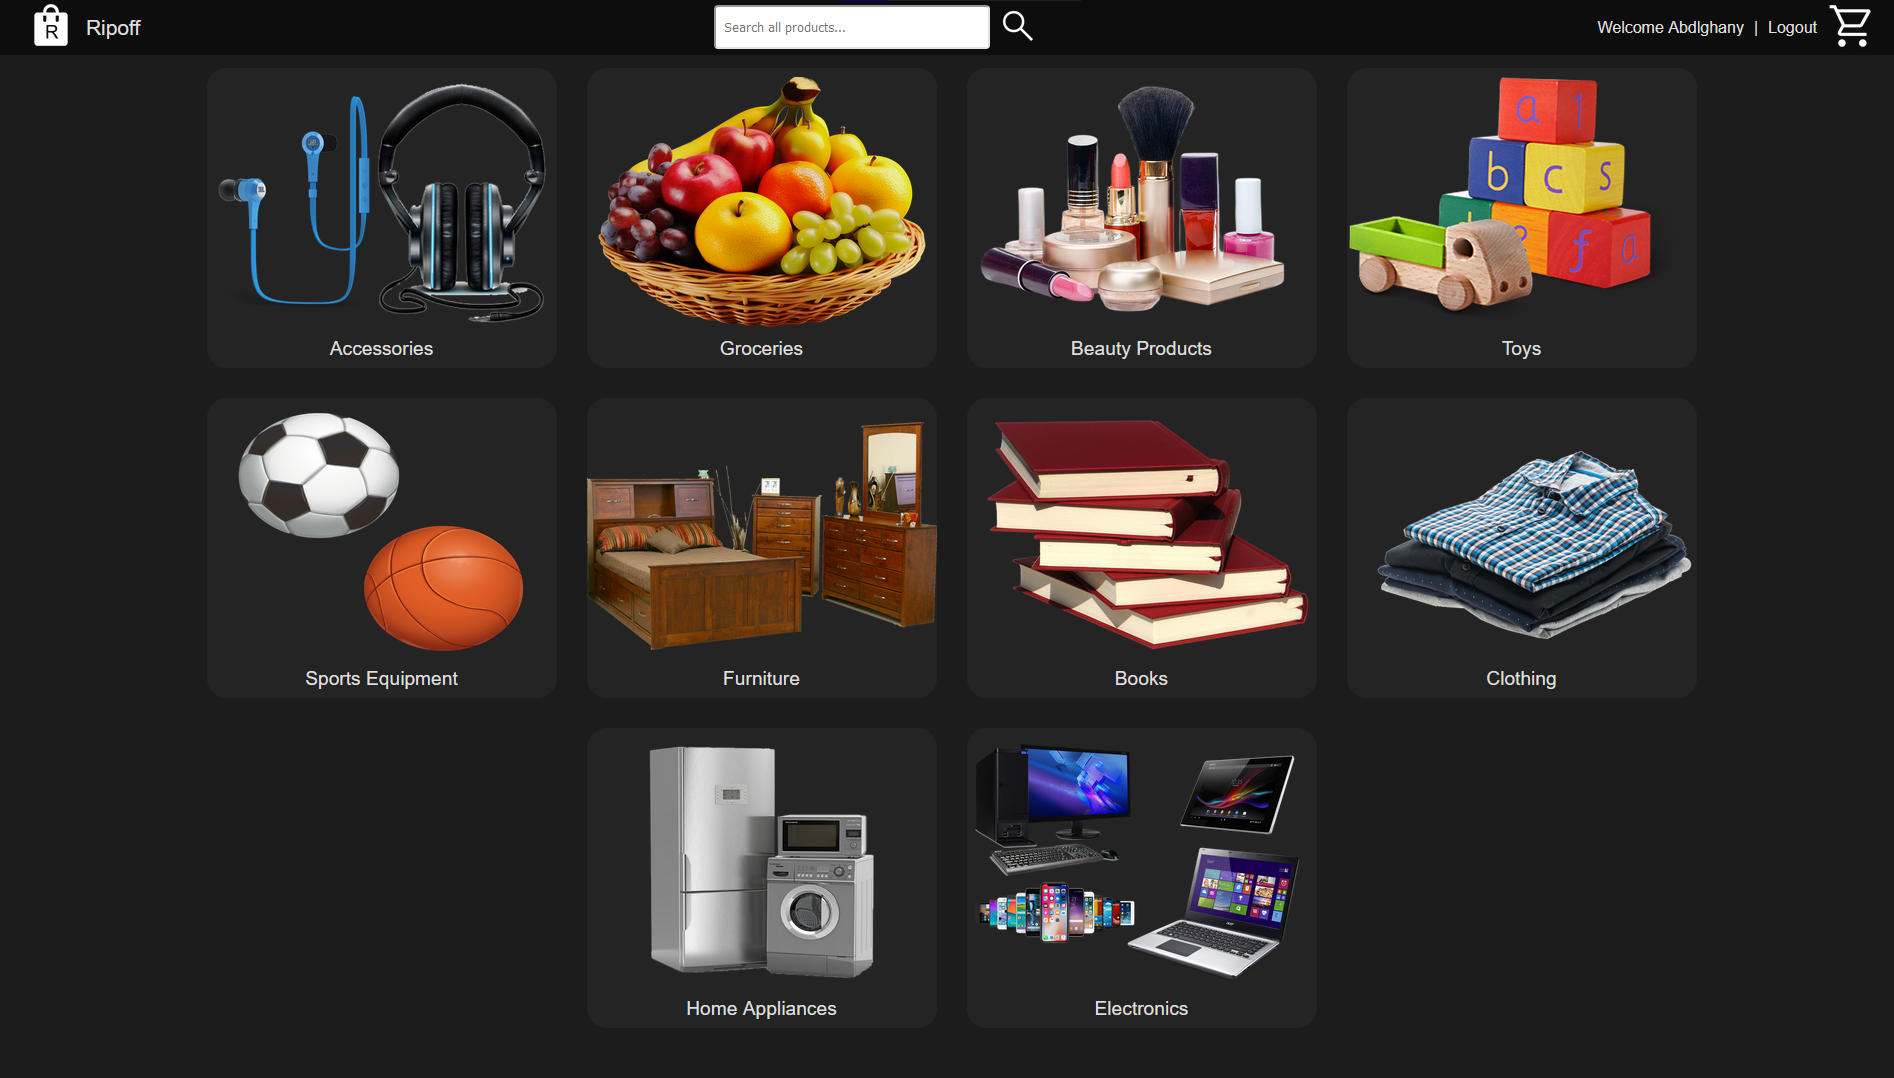 R
Ripoff
Search all products...
Welcome Abdlghany | Logout
a 1
b c s
f a
Accessories
Groceries
Beauty Products
Toys
Sports Equipment
Furniture
Books
Clothing
Home Appliances
Electronics